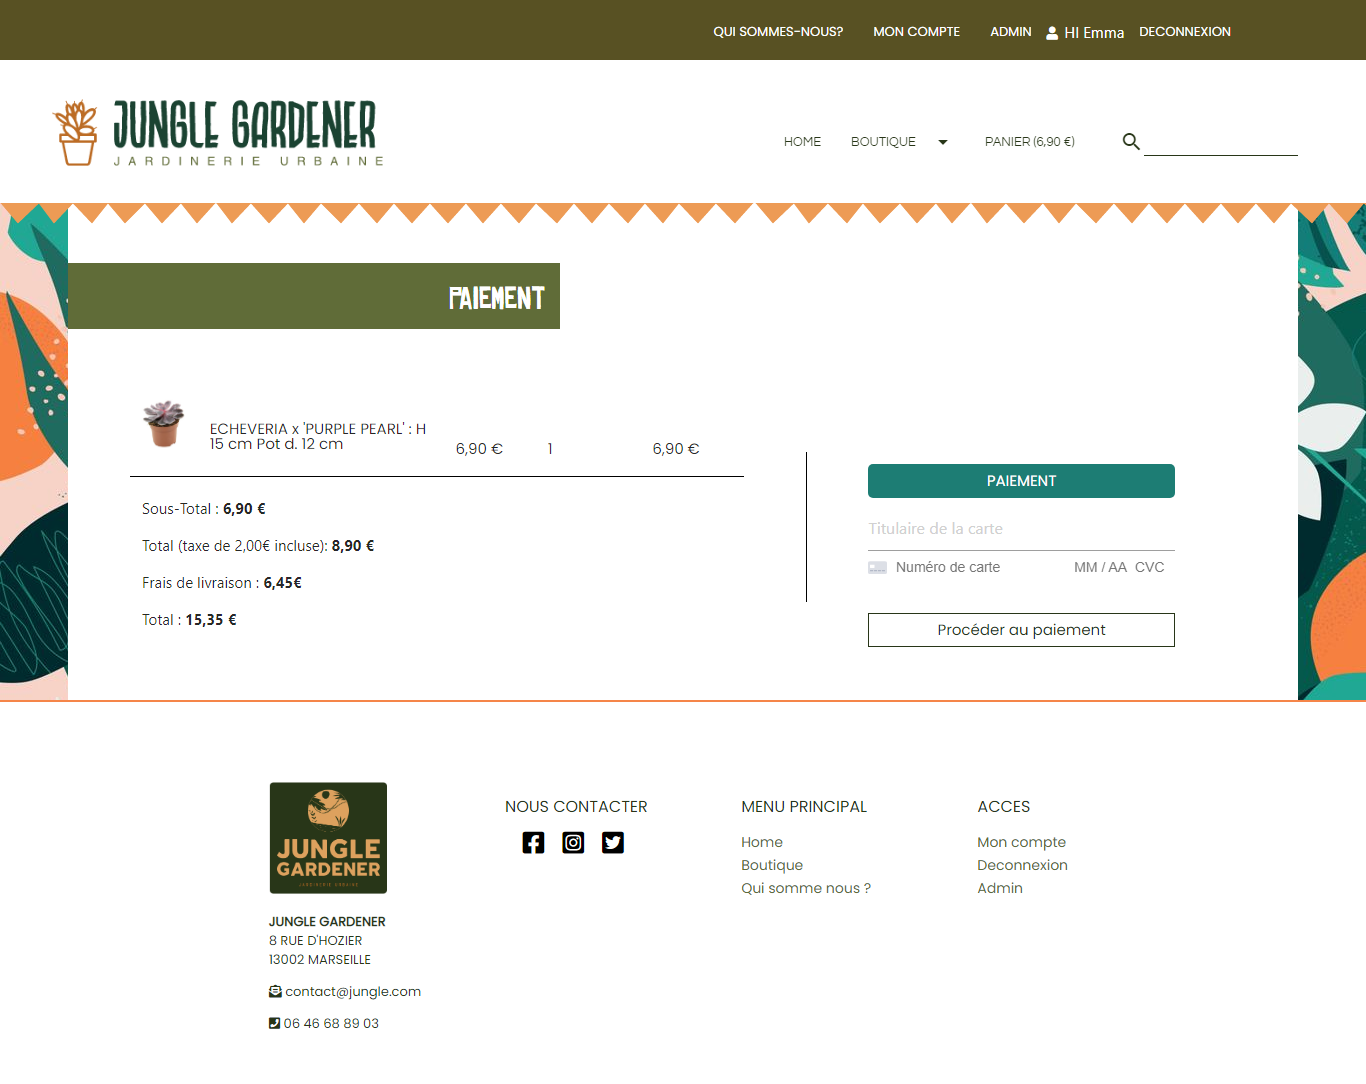 QUI SOMMES-NOUS? MON COMPTE ADMIN HI Emma DECONNEXION
JUNGLE GARDENER
JARDINERIE URBAINE
HOME BOUTIQUE PANIER (6,90 €)
PAIEMENT
ECHEVERIA x 'PURPLE PEARL' : H
15 cm Pot d. 12 cm
6,90 € 1 6,90 €
Sous-Total : 6,90 €
Total (taxe de 2,00€ incluse): 8,90 €
Frais de livraison : 6,45€
Total : 15,35 €
PAIEMENT
Titulaire de la carte
Numéro de carte MM / AA CVC
Procéder au paiement
JUNGLE
GARDENER
JARDINERIE URBAINE
JUNGLE GARDENER
8 RUE D'HOZIER
13002 MARSEILLE
contact@jungle.com
06 46 68 89 03
NOUS CONTACTER
MENU PRINCIPAL
Home
Boutique
Qui somme nous ?
ACCES
Mon compte
Deconnexion
Admin